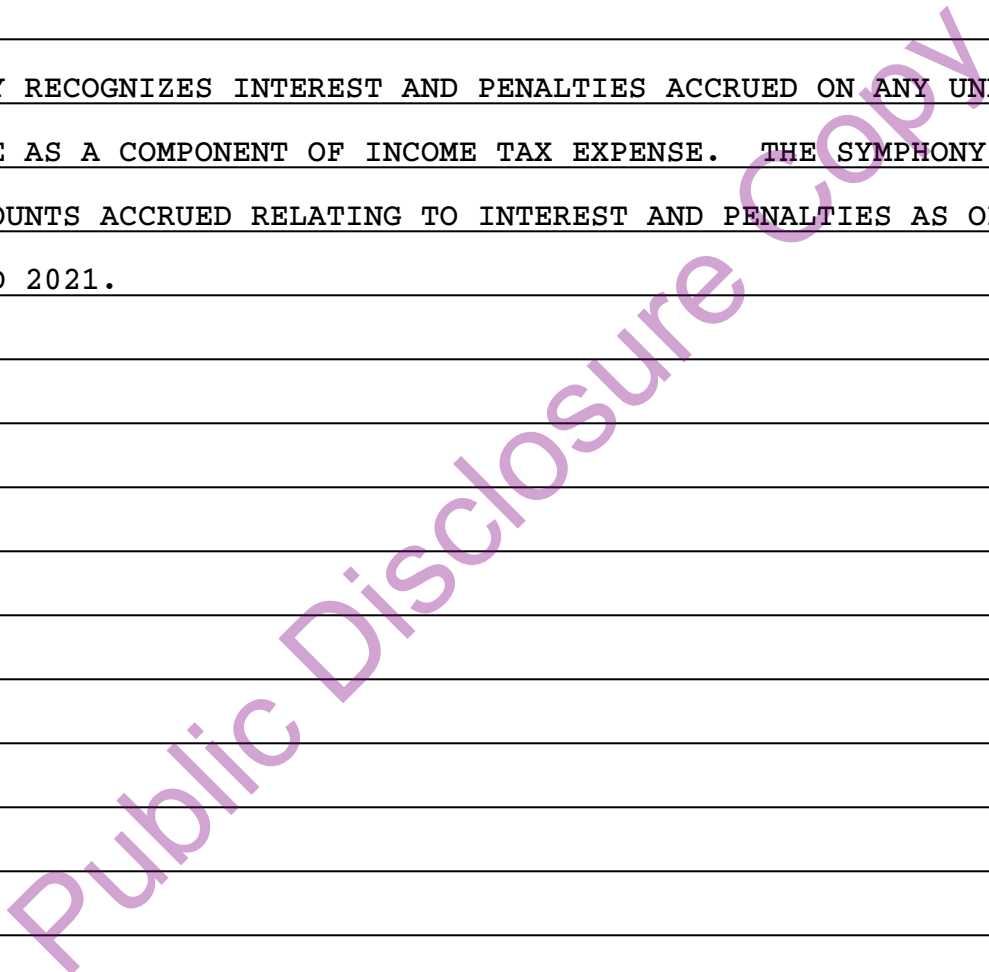 Y RECOGNIZES INTEREST AND PENALTIES ACCRUED ON ANY UN
E AS A COMPONENT OF INCOME TAX EXPENSE. THE SYMPHONY
OUNTS ACCRUED RELATING TO INTEREST AND PENALTIES AS O
D 2021.
Public Disclosure Copy